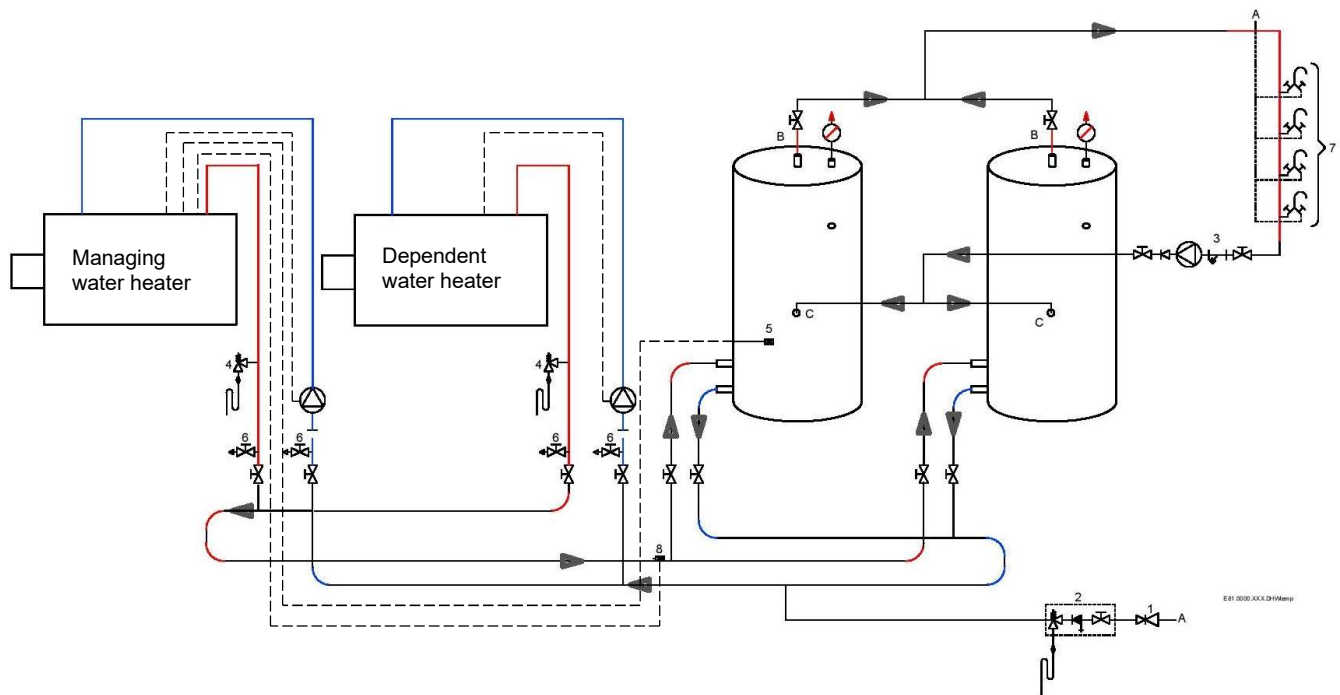 A
B
B
7
Managing
water heater
Dependent
water heater
3
C
C
5
4
4
6
6
6
6
8
2
1
A
E81.0000.XXX.DHWtemp